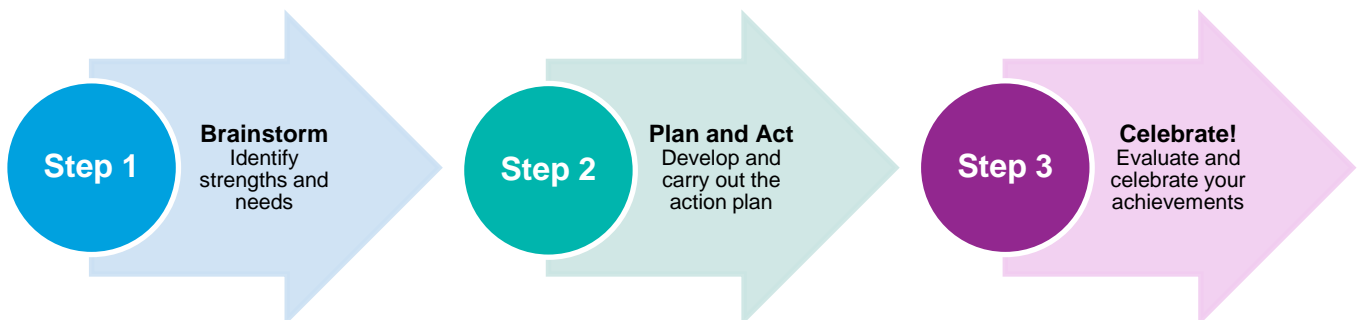 Step 1
Brainstorm
Identify
strengths and
needs
Step 2
Plan and Act
Develop and
carry out the
action plan
Step 3
Celebrate!
Evaluate and
celebrate your
achievements